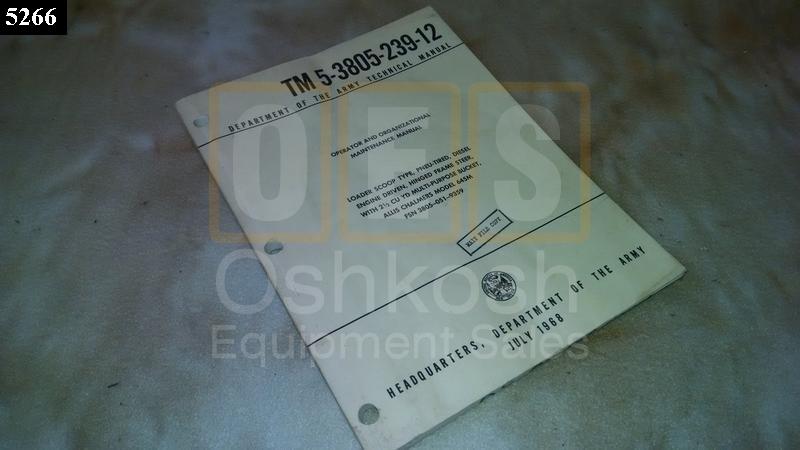 5266
TM 5-3805-239-12
DEPARTMENT OF THE ARMY TECHNICAL MANUAL
OPERATOR AND ORGANIZATIONAL
MAINTENANCE MANUAL
LOADER SCOOP TYPE, PNEU-TIRED, DIESEL
ENGINE DRIVEN, HINGED FRAME STEER,
WITH 2½ CU YD MULTI-PURPOSE BUCKET,
ALLIS CHALMERS MODEL 645M
FSN 3805-051-9359
FILE COPY
HEADQUARTERS, DEPARTMENT OF THE ARMY
JULY 1968
OES
Oshkosh
Equipment Sales